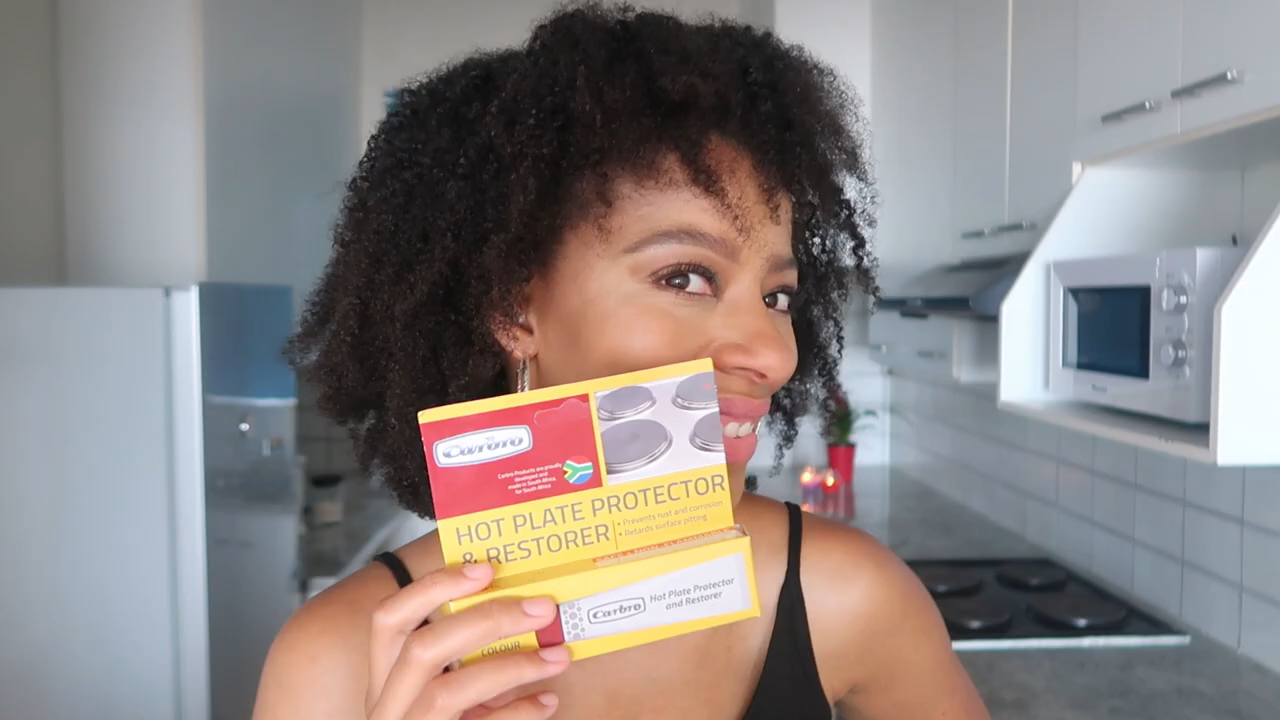 Carbro
Carbro Products are proudly
developed and
made in South Africa,
for South Africa.
HOT PLATE PROTECTOR
& RESTORER
• Prevents rust and corrosion
• Retards surface pitting
Carbro
Hot Plate Protector
and Restorer
COLOUR